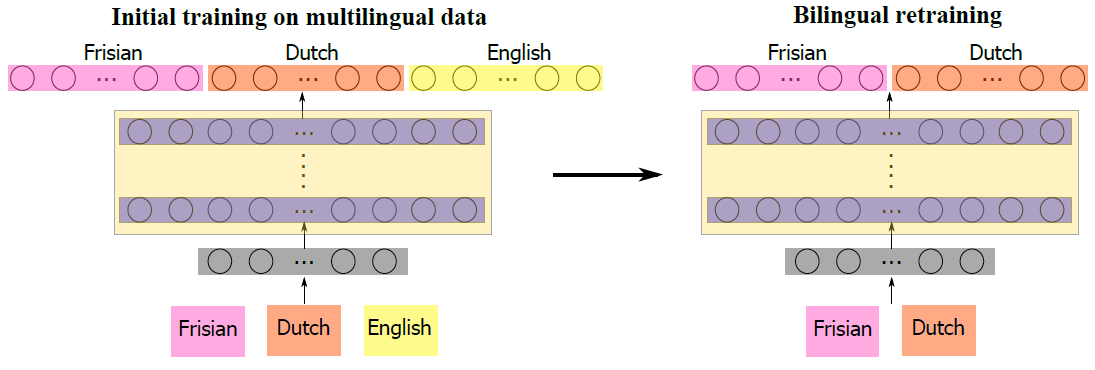 Initial training on multilingual data
Frisian Dutch English
...
Frisian Dutch English
Bilingual retraining
Frisian Dutch
...
Frisian Dutch